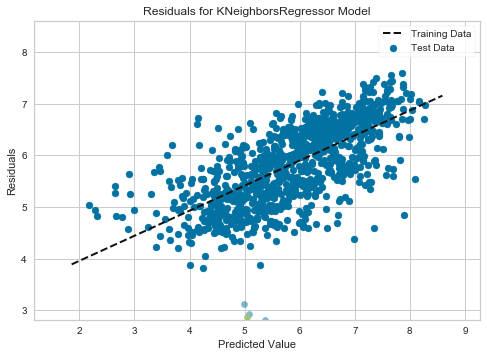 Residuals for KNeighborsRegressor Model
Training Data
Test Data
8
7
6
5
4
3
Residuals
2 3 4 5 6 7 8 9
Predicted Value